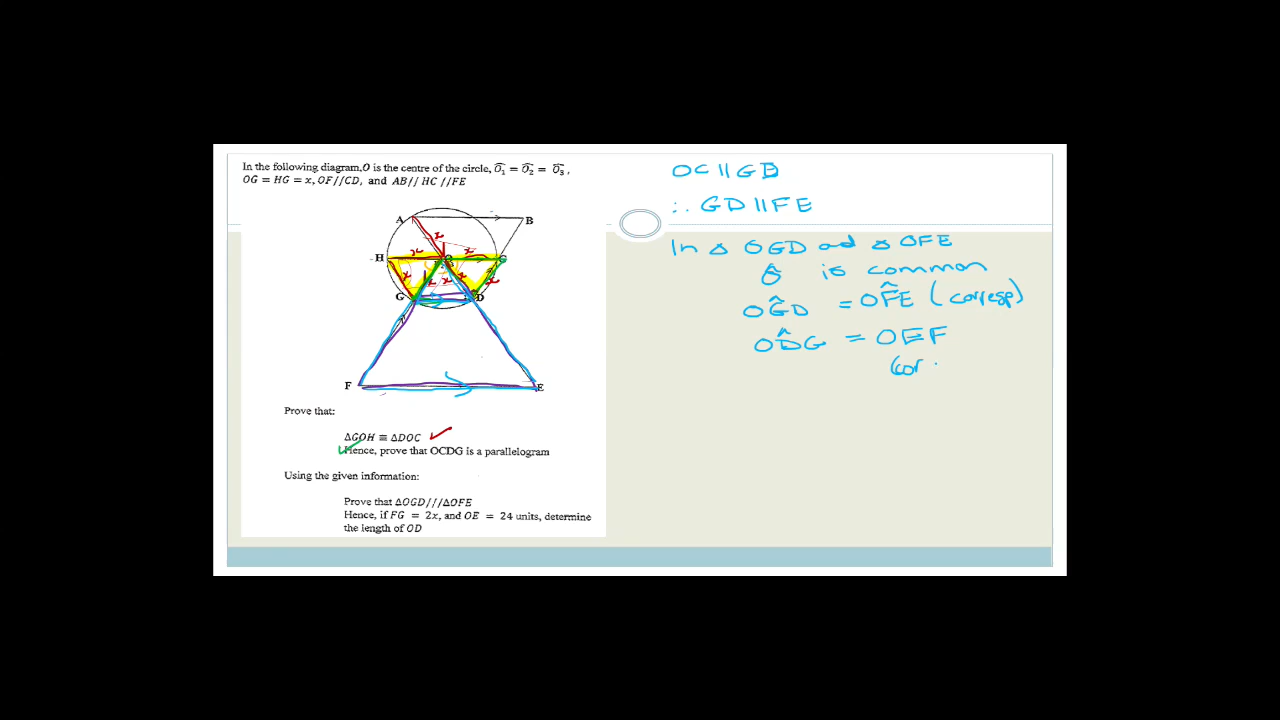 In the following diagram, O is the centre of the circle, Ô₁ = Ô₂ = Ô₃ ,
OG = HG = x, OF//CD, and AB// HC //FE
A
B
x
H
x
x
O
C
x
x
x
x
G
D
F
E
Prove that:
ΔGOH ≡ ΔDOC ✓
Hence, prove that OCDG is a parallelogram
Using the given information:
Prove that ΔOGD///ΔOFE
Hence, if FG = 2x, and OE = 24 units, determine
the length of OD
OC || GD
∴ GD || FE
In Δ OGD and Δ OFE
Ô is common
OĜD = OF̂E (corresp)
OD̂G = OEF
(cor